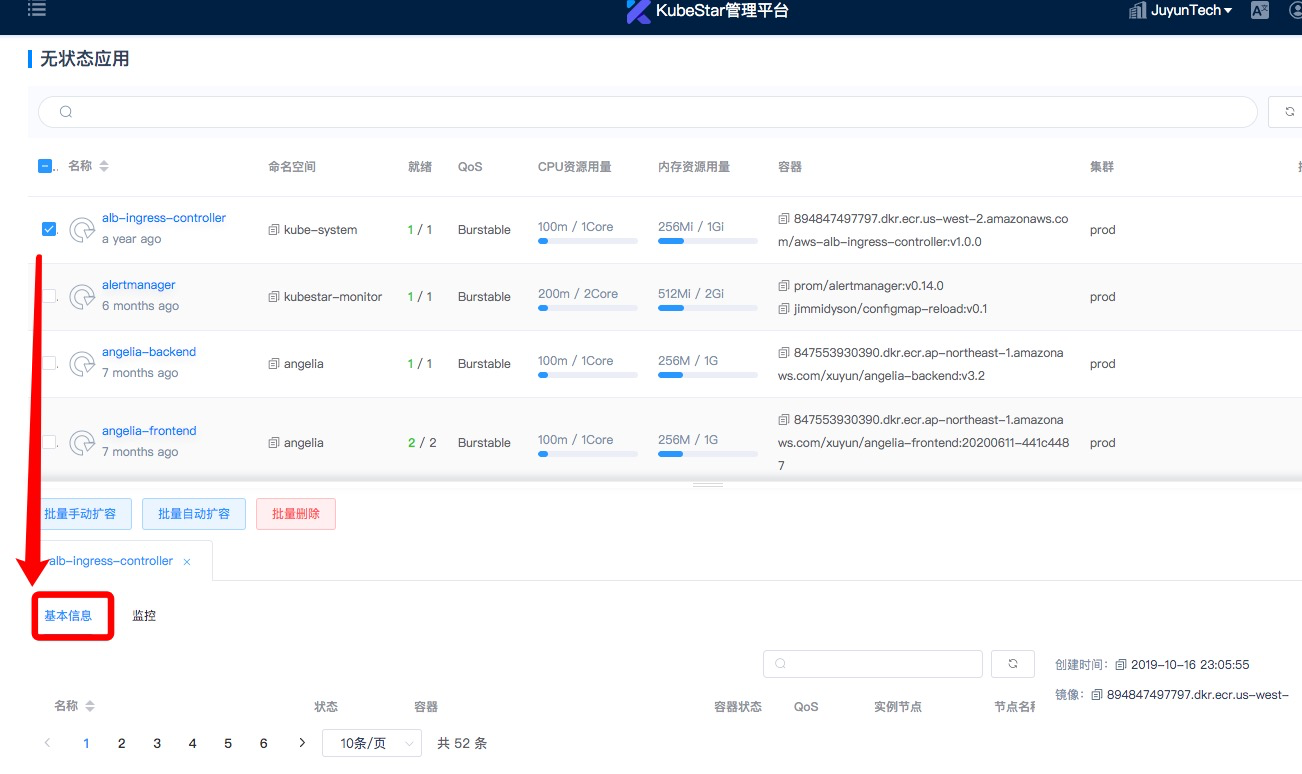 KubeStar管理平台
JuyunTech
无状态应用
名称 命名空间 就绪 QoS CPU资源用量 内存资源用量 容器 集群
alb-ingress-controller
a year ago
kube-system
1 / 1
Burstable
100m / 1Core
256Mi / 1Gi
894847497797.dkr.ecr.us-west-2.amazonaws.co
m/aws-alb-ingress-controller:v1.0.0
prod
alertmanager
6 months ago
kubestar-monitor
1 / 1
Burstable
200m / 2Core
512Mi / 2Gi
prom/alertmanager:v0.14.0
jimmidyson/configmap-reload:v0.1
prod
angelia-backend
7 months ago
angelia
1 / 1
Burstable
100m / 1Core
256M / 1G
847553930390.dkr.ecr.ap-northeast-1.amazona
ws.com/xuyun/angelia-backend:v3.2
prod
angelia-frontend
7 months ago
angelia
2 / 2
Burstable
100m / 1Core
256M / 1G
847553930390.dkr.ecr.ap-northeast-1.amazona
ws.com/xuyun/angelia-frontend:20200611-441c448
7
prod
批量手动扩容 批量自动扩容 批量删除
alb-ingress-controller ×
基本信息 监控
创建时间: 2019-10-16 23:05:55
镜像: 894847497797.dkr.ecr.us-west-
名称 状态 容器 容器状态 QoS 实例节点 节点名称
1 2 3 4 5 6 10条/页 共 52 条